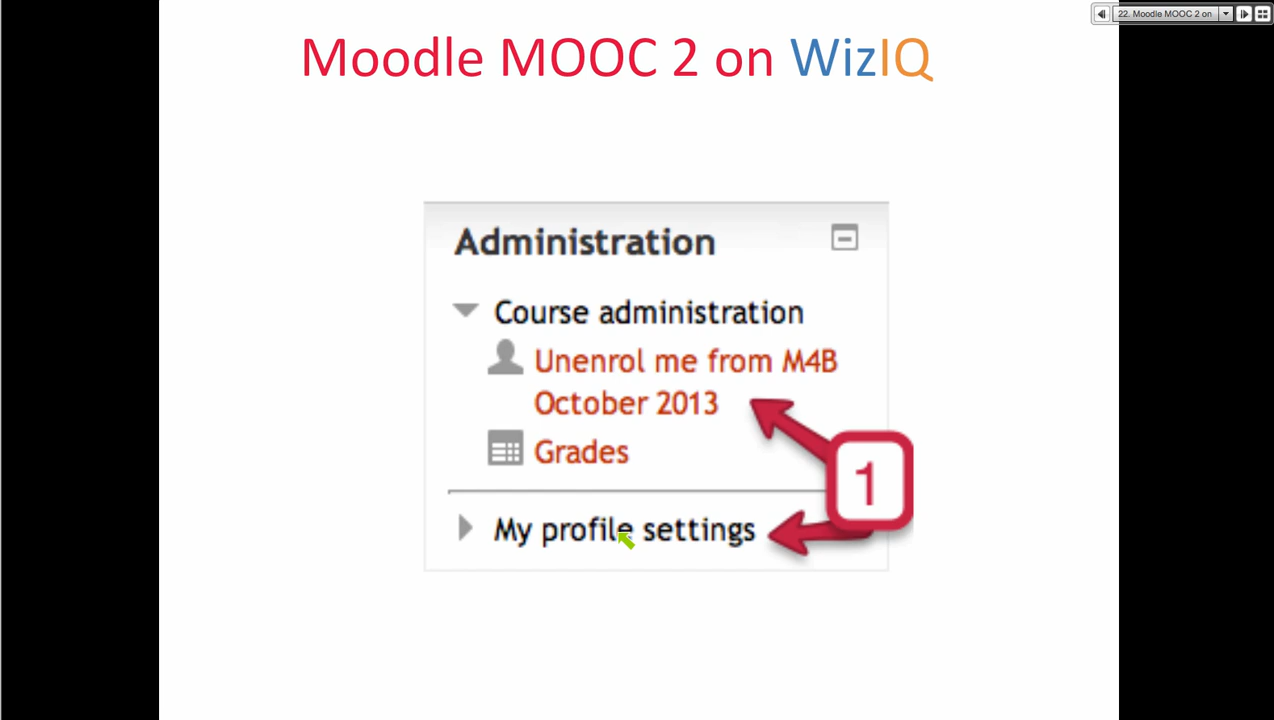 22. Moodle MOOC 2 on
Moodle MOOC 2 on WizIQ
Administration
Course administration
Unenrol me from M4B
October 2013
Grades
1
My profile settings